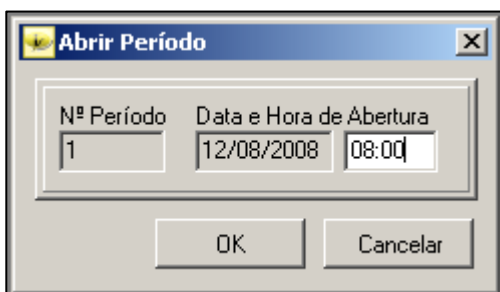 Abrir Período
Nº Período Data e Hora de Abertura
1 12/08/2008 08:00
OK Cancelar